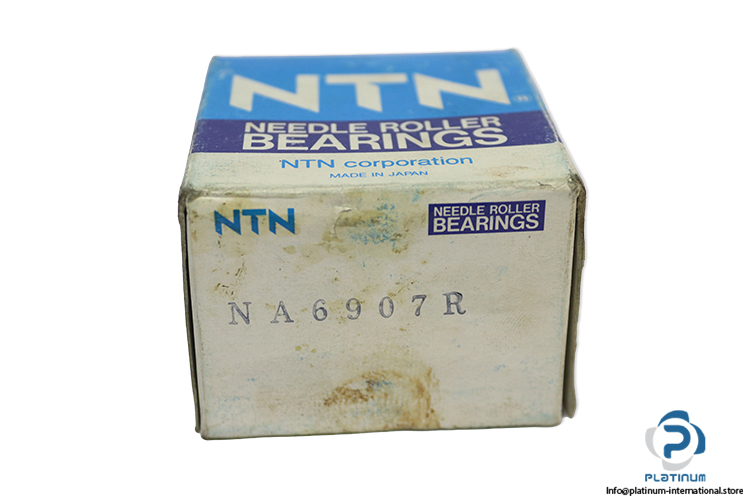 NTN
NEEDLE ROLLER
BEARINGS
NTN corporation
MADE IN JAPAN
NTN
NEEDLE ROLLER
BEARINGS
NA6907R
PLATINUM
Info@platinum-international.store